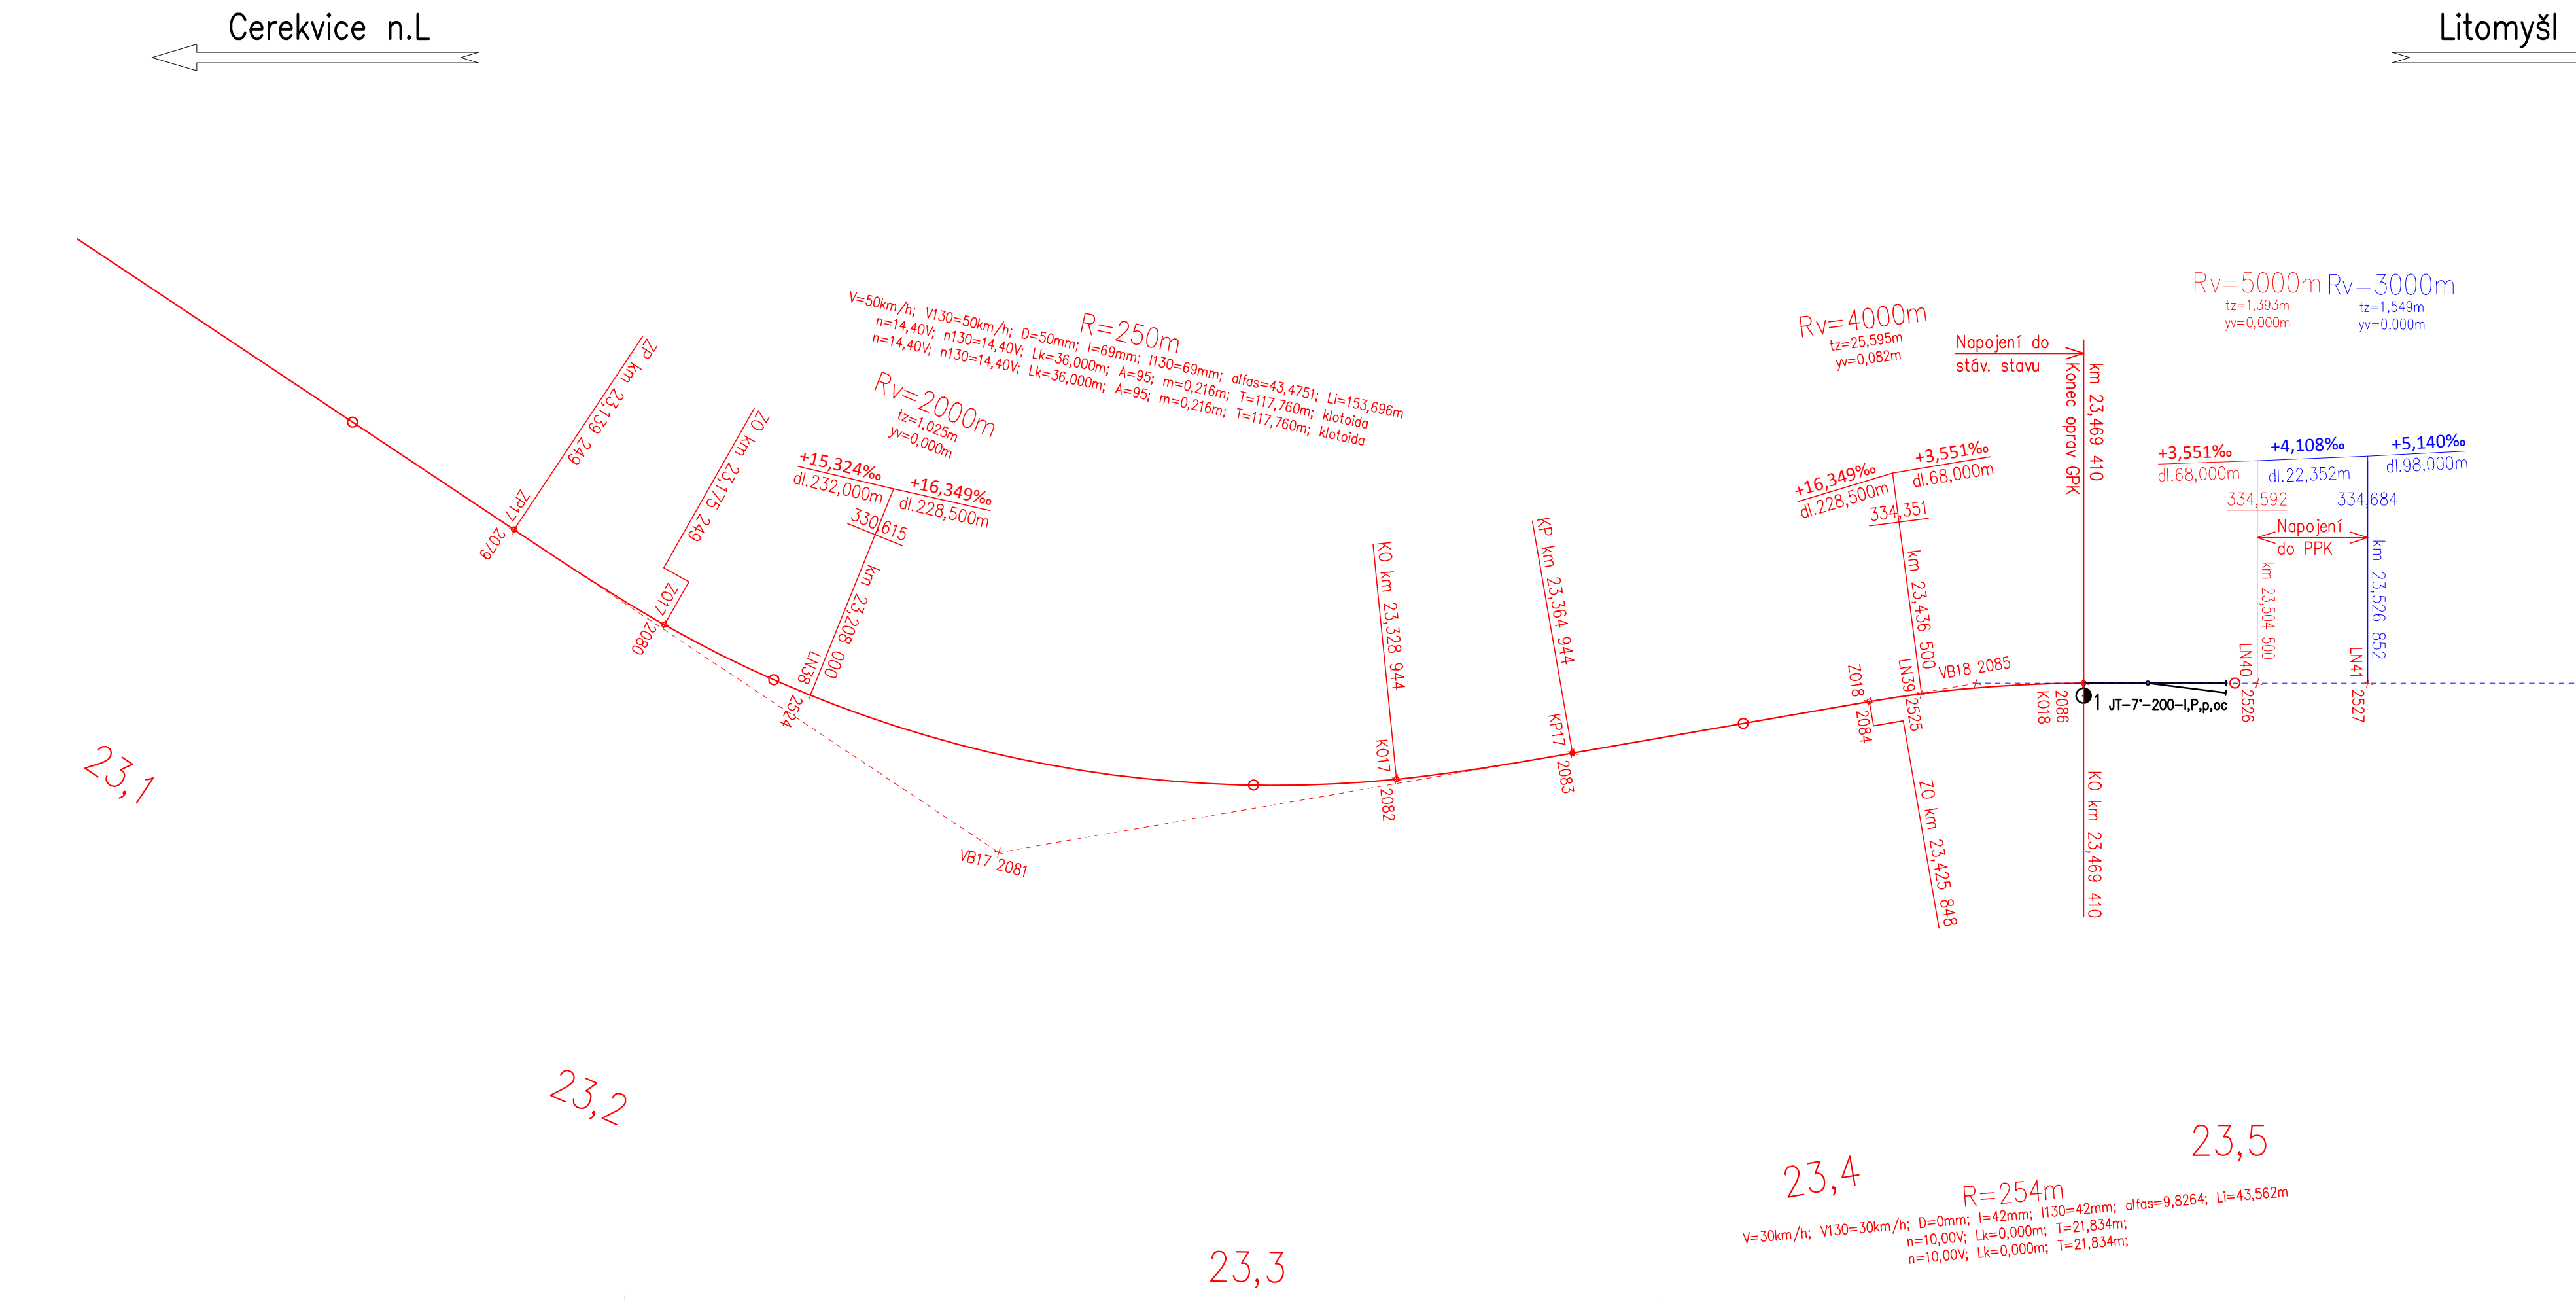 Cerekvice n.L
Litomyšl
ZP km 23,139 249
ZP17
2079
ZO km 23,175 249
ZO17
2080
R=250m
V=50km/h; V130=50km/h; D=50mm; I=69mm; I130=69mm; alfas=43,4751; Li=153,696m
n=14,40V; n130=14,40V; Lk=36,000m; A=95; m=0,216m; T=117,760m; klotoida
n=14,40V; n130=14,40V; Lk=36,000m; A=95; m=0,216m; T=117,760m; klotoida
Rv=2000m
tz=1,025m
yv=0,000m
+15,324‰
dl.232,000m
+16,349‰
dl.228,500m
330,615
km 23,208 000
LN38
2524
VB17 2081
KO km 23,328 944
KO17
2082
KP km 23,364 944
KP17
2083
Rv=4000m
tz=25,595m
yv=0,082m
+16,349‰
dl.228,500m
+3,551‰
dl.68,000m
334,351
km 23,436 500
LN39
2525
ZO18
2084
ZO km 23,425 848
VB18 2085
Napojení do
stáv. stavu
Konec oprav GPK
km 23,469 410
2086
KO18
KO km 23,469 410
1 JT-7°-200-I,P,p,oc
Rv=5000m
tz=1,393m
yv=0,000m
Rv=3000m
tz=1,549m
yv=0,000m
+3,551‰
dl.68,000m
+4,108‰
dl.22,352m
+5,140‰
dl.98,000m
334,592
334,684
Napojení
do PPK
km 23,504 500
LN40
2526
km 23,526 852
LN41
2527
23,1
23,2
23,3
23,4
23,5
R=254m
V=30km/h; V130=30km/h; D=0mm; I=42mm; I130=42mm; alfas=9,8264; Li=43,562m
n=10,00V; Lk=0,000m; T=21,834m;
n=10,00V; Lk=0,000m; T=21,834m;